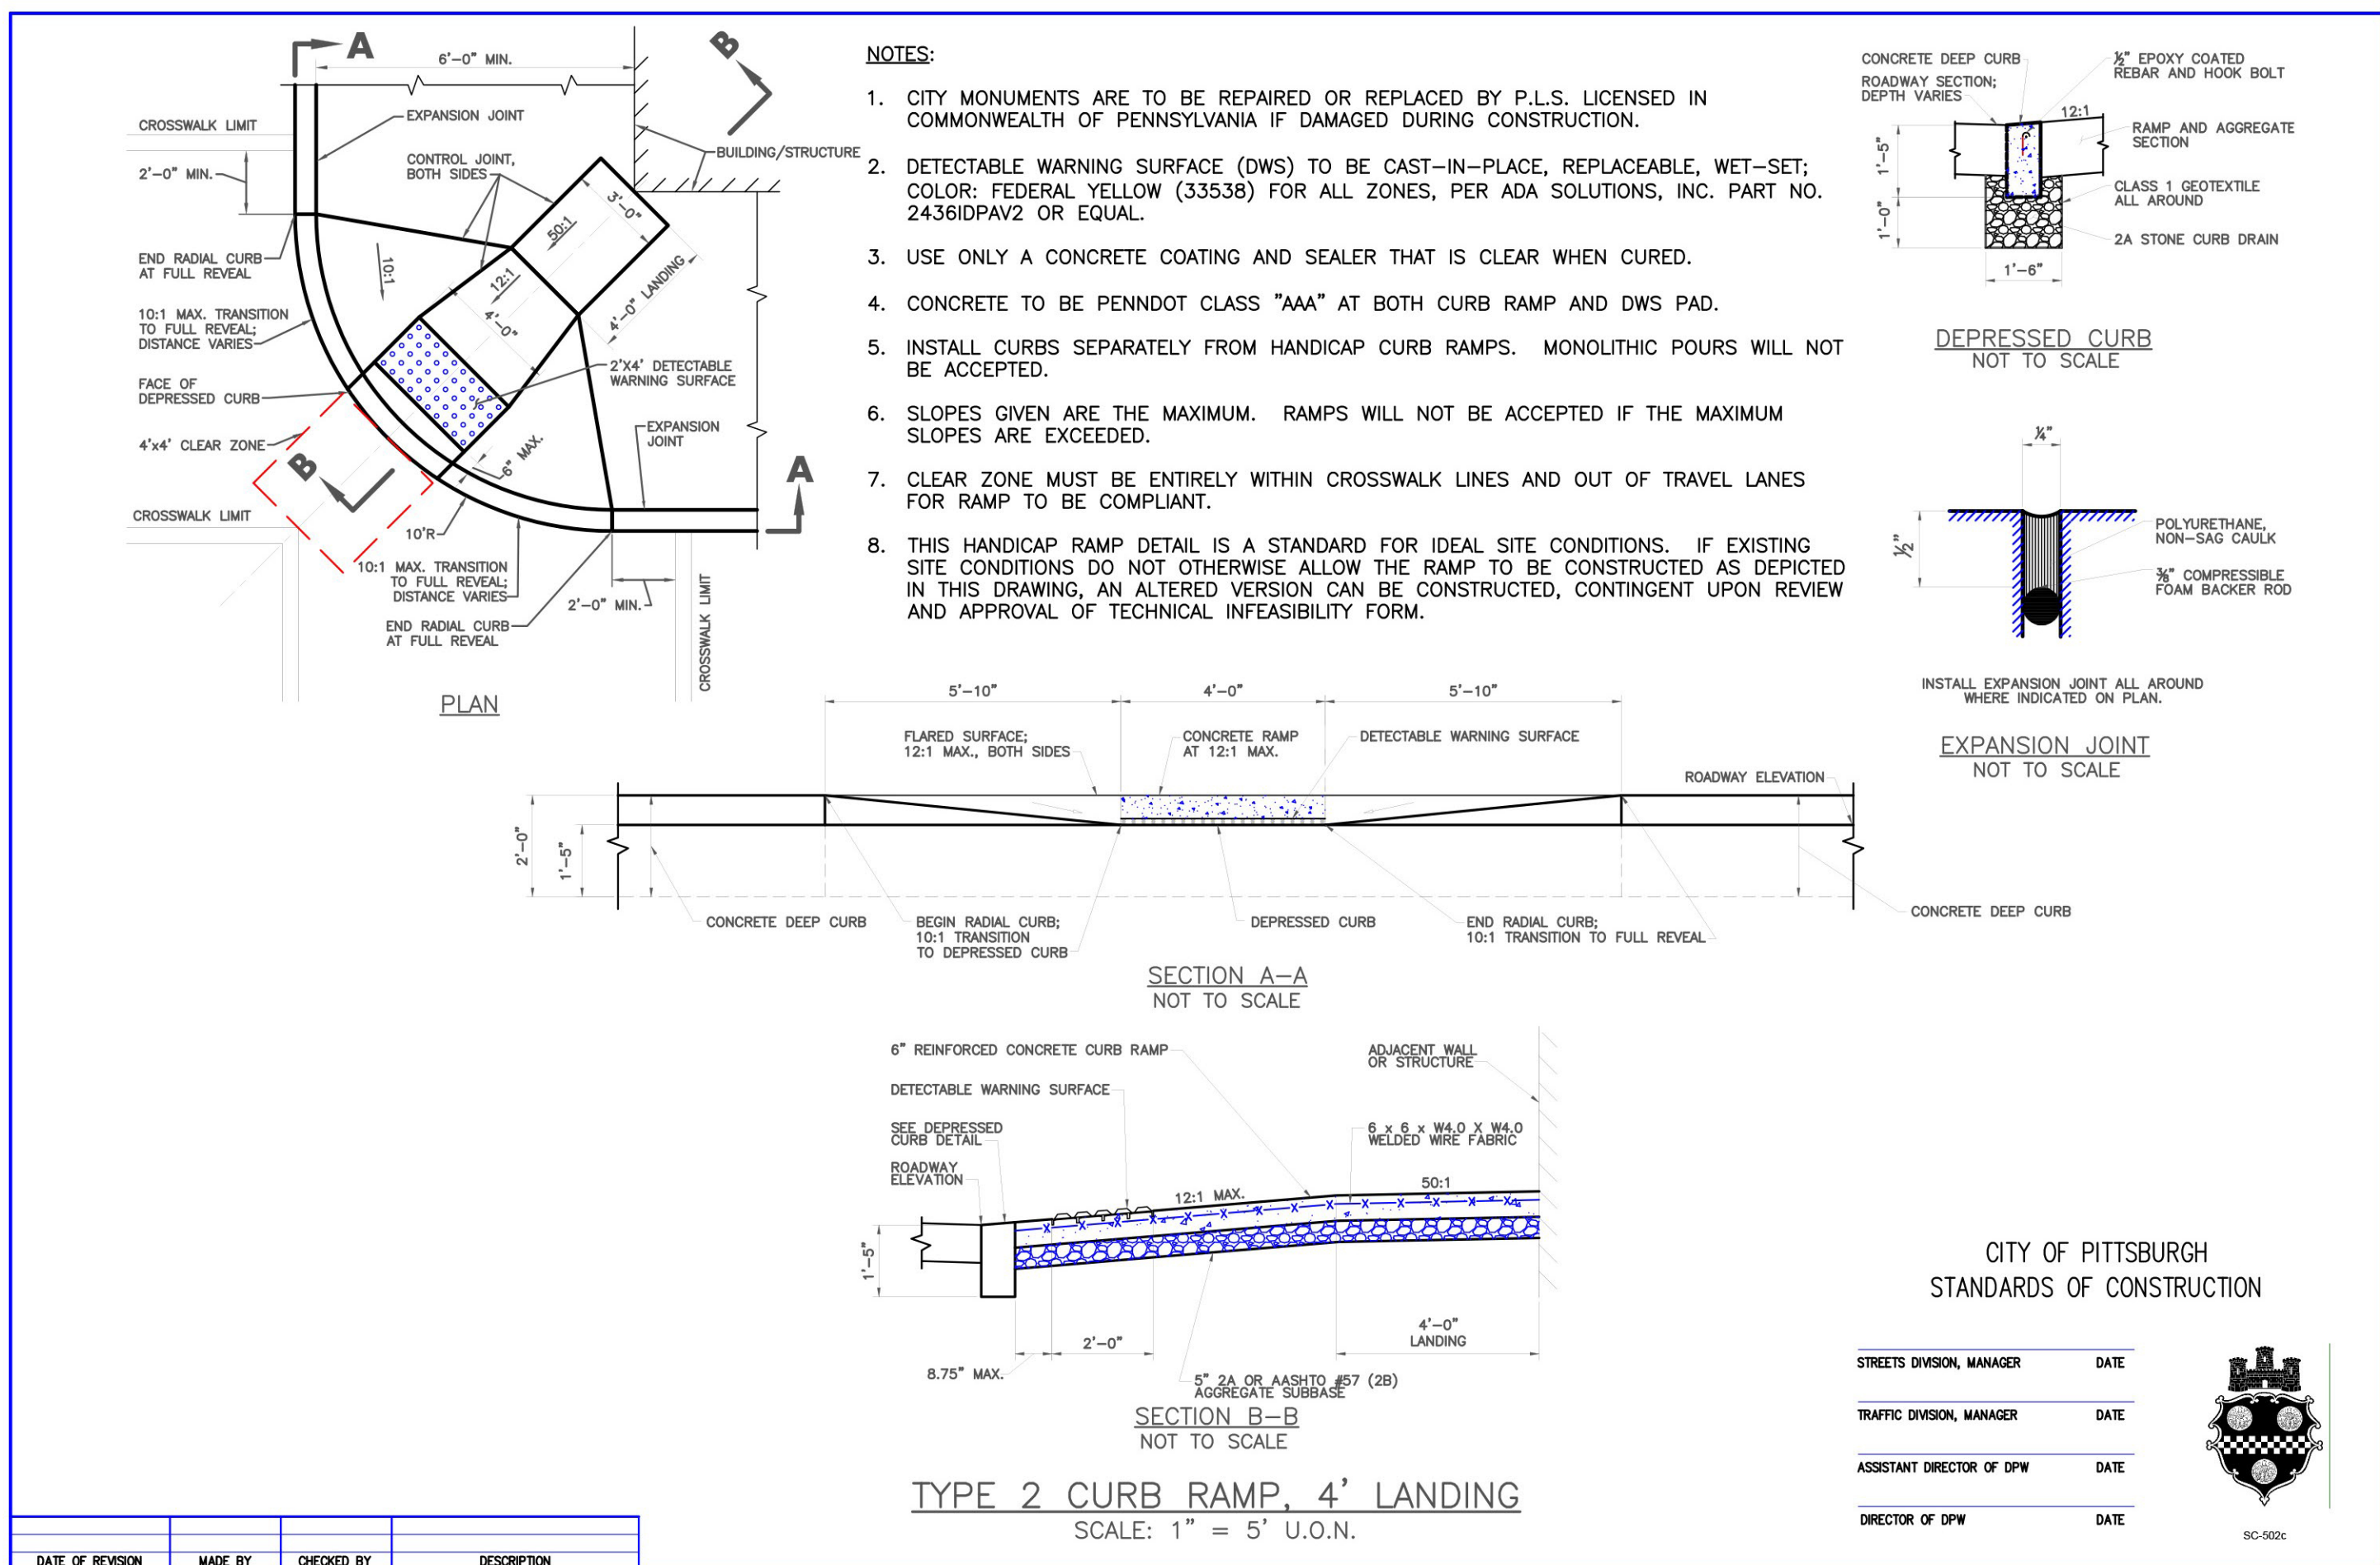 A
6'-0" MIN.
B
CROSSWALK LIMIT
EXPANSION JOINT
2'-0" MIN.
CONTROL JOINT,
BOTH SIDES
BUILDING/STRUCTURE
3'-0"
50:1
END RADIAL CURB
AT FULL REVEAL
10:1
12:1
4'-0"
4'-0" LANDING
10:1 MAX. TRANSITION
TO FULL REVEAL;
DISTANCE VARIES
2'X4' DETECTABLE
WARNING SURFACE
FACE OF
DEPRESSED CURB
4'x4' CLEAR ZONE
EXPANSION
JOINT
6" MAX.
B
A
CROSSWALK LIMIT
10'R
10:1 MAX. TRANSITION
TO FULL REVEAL;
DISTANCE VARIES
2'-0" MIN.
END RADIAL CURB
AT FULL REVEAL
CROSSWALK LIMIT
PLAN
NOTES:
1. CITY MONUMENTS ARE TO BE REPAIRED OR REPLACED BY P.L.S. LICENSED IN
COMMONWEALTH OF PENNSYLVANIA IF DAMAGED DURING CONSTRUCTION.
2. DETECTABLE WARNING SURFACE (DWS) TO BE CAST-IN-PLACE, REPLACEABLE, WET-SET;
COLOR: FEDERAL YELLOW (33538) FOR ALL ZONES, PER ADA SOLUTIONS, INC. PART NO.
2436IDPAV2 OR EQUAL.
3. USE ONLY A CONCRETE COATING AND SEALER THAT IS CLEAR WHEN CURED.
4. CONCRETE TO BE PENNDOT CLASS "AAA" AT BOTH CURB RAMP AND DWS PAD.
5. INSTALL CURBS SEPARATELY FROM HANDICAP CURB RAMPS. MONOLITHIC POURS WILL NOT
BE ACCEPTED.
6. SLOPES GIVEN ARE THE MAXIMUM. RAMPS WILL NOT BE ACCEPTED IF THE MAXIMUM
SLOPES ARE EXCEEDED.
7. CLEAR ZONE MUST BE ENTIRELY WITHIN CROSSWALK LINES AND OUT OF TRAVEL LANES
FOR RAMP TO BE COMPLIANT.
8. THIS HANDICAP RAMP DETAIL IS A STANDARD FOR IDEAL SITE CONDITIONS. IF EXISTING
SITE CONDITIONS DO NOT OTHERWISE ALLOW THE RAMP TO BE CONSTRUCTED AS DEPICTED
IN THIS DRAWING, AN ALTERED VERSION CAN BE CONSTRUCTED, CONTINGENT UPON REVIEW
AND APPROVAL OF TECHNICAL INFEASIBILITY FORM.
CONCRETE DEEP CURB
ROADWAY SECTION;
DEPTH VARIES
½" EPOXY COATED
REBAR AND HOOK BOLT
12:1
RAMP AND AGGREGATE
SECTION
1'-5"
CLASS 1 GEOTEXTILE
ALL AROUND
1'-0"
2A STONE CURB DRAIN
1'-6"
DEPRESSED CURB
NOT TO SCALE
¼"
½"
POLYURETHANE,
NON-SAG CAULK
⅜" COMPRESSIBLE
FOAM BACKER ROD
INSTALL EXPANSION JOINT ALL AROUND
WHERE INDICATED ON PLAN.
EXPANSION JOINT
NOT TO SCALE
5'-10"
4'-0"
5'-10"
FLARED SURFACE;
12:1 MAX., BOTH SIDES
CONCRETE RAMP
AT 12:1 MAX.
DETECTABLE WARNING SURFACE
ROADWAY ELEVATION
2'-0"
1'-5"
CONCRETE DEEP CURB
BEGIN RADIAL CURB;
10:1 TRANSITION
TO DEPRESSED CURB
DEPRESSED CURB
END RADIAL CURB;
10:1 TRANSITION TO FULL REVEAL
CONCRETE DEEP CURB
SECTION A-A
NOT TO SCALE
6" REINFORCED CONCRETE CURB RAMP
ADJACENT WALL
OR STRUCTURE
DETECTABLE WARNING SURFACE
SEE DEPRESSED
CURB DETAIL
6 x 6 x W4.0 X W4.0
WELDED WIRE FABRIC
ROADWAY
ELEVATION
12:1 MAX.
50:1
1'-5"
2'-0"
4'-0"
LANDING
8.75" MAX.
5" 2A OR AASHTO #57 (2B)
AGGREGATE SUBBASE
SECTION B-B
NOT TO SCALE
TYPE 2 CURB RAMP, 4' LANDING
SCALE: 1" = 5' U.O.N.
CITY OF PITTSBURGH
STANDARDS OF CONSTRUCTION
STREETS DIVISION, MANAGER DATE
TRAFFIC DIVISION, MANAGER DATE
ASSISTANT DIRECTOR OF DPW DATE
DIRECTOR OF DPW DATE
SC-502c
DATE OF REVISION MADE BY CHECKED BY DESCRIPTION